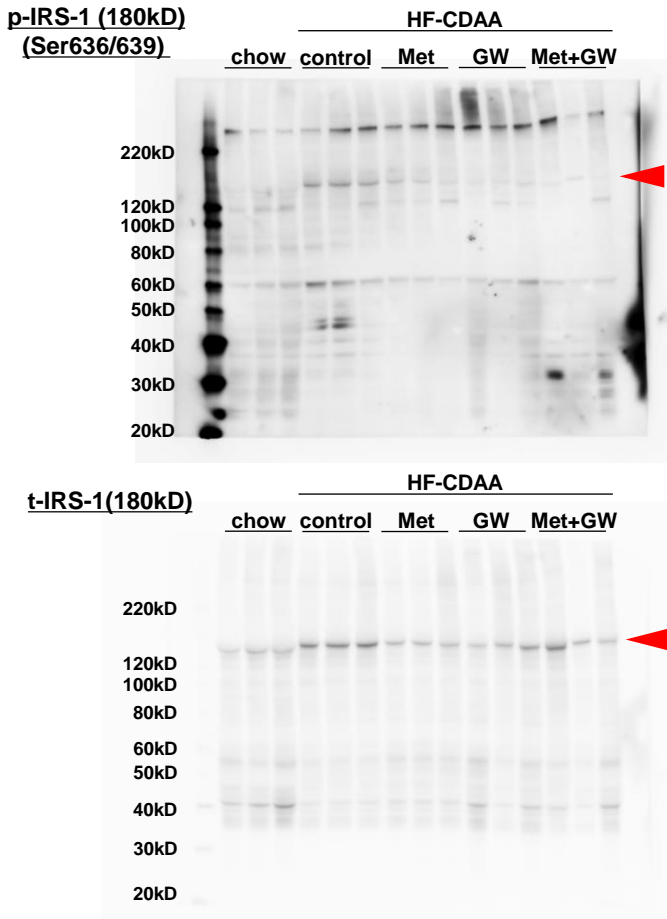 p-IRS-1 (180kD)
(Ser636/639)
HF-CDAA
chow control Met GW Met+GW
220kD
120kD
100kD
80kD
60kD
50kD
40kD
30kD
20kD
t-IRS-1(180kD)
HF-CDAA
chow control Met GW Met+GW
220kD
120kD
100kD
80kD
60kD
50kD
40kD
30kD
20kD